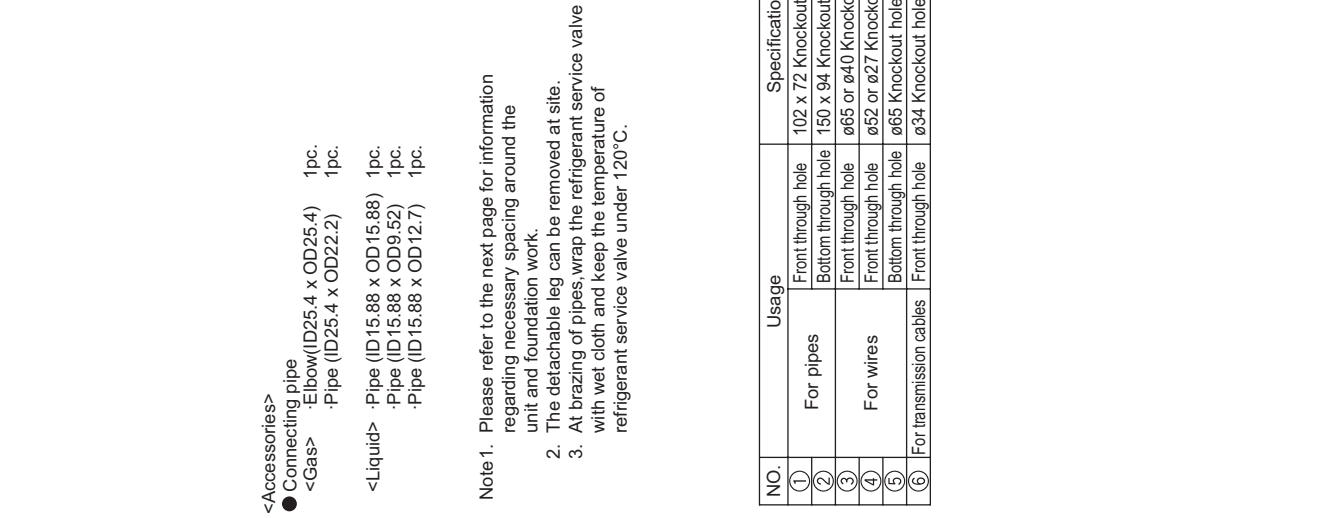 <Accessories>
● Connecting pipe
<Gas> ·Elbow(ID25.4 x OD25.4) 1pc.
·Pipe (ID25.4 x OD22.2) 1pc.
<Liquid> ·Pipe (ID15.88 x OD15.88) 1pc.
·Pipe (ID15.88 x OD9.52) 1pc.
·Pipe (ID15.88 x OD12.7) 1pc.
Note1. Please refer to the next page for information
regarding necessary spacing around the
unit and foundation work.
2. The detachable leg can be removed at site.
3. At brazing of pipes,wrap the refrigerant service valve
with wet cloth and keep the temperature of
refrigerant service valve under 120°C.
NO. Usage Specificatio
① For pipes Front through hole 102 x 72 Knockout
② Bottom through hole 150 x 94 Knockout
③ For wires Front through hole ø65 or ø40 Knocko
④ Front through hole ø52 or ø27 Knocko
⑤ Bottom through hole ø65 Knockout hole
⑥ For transmission cables Front through hole ø34 Knockout hole